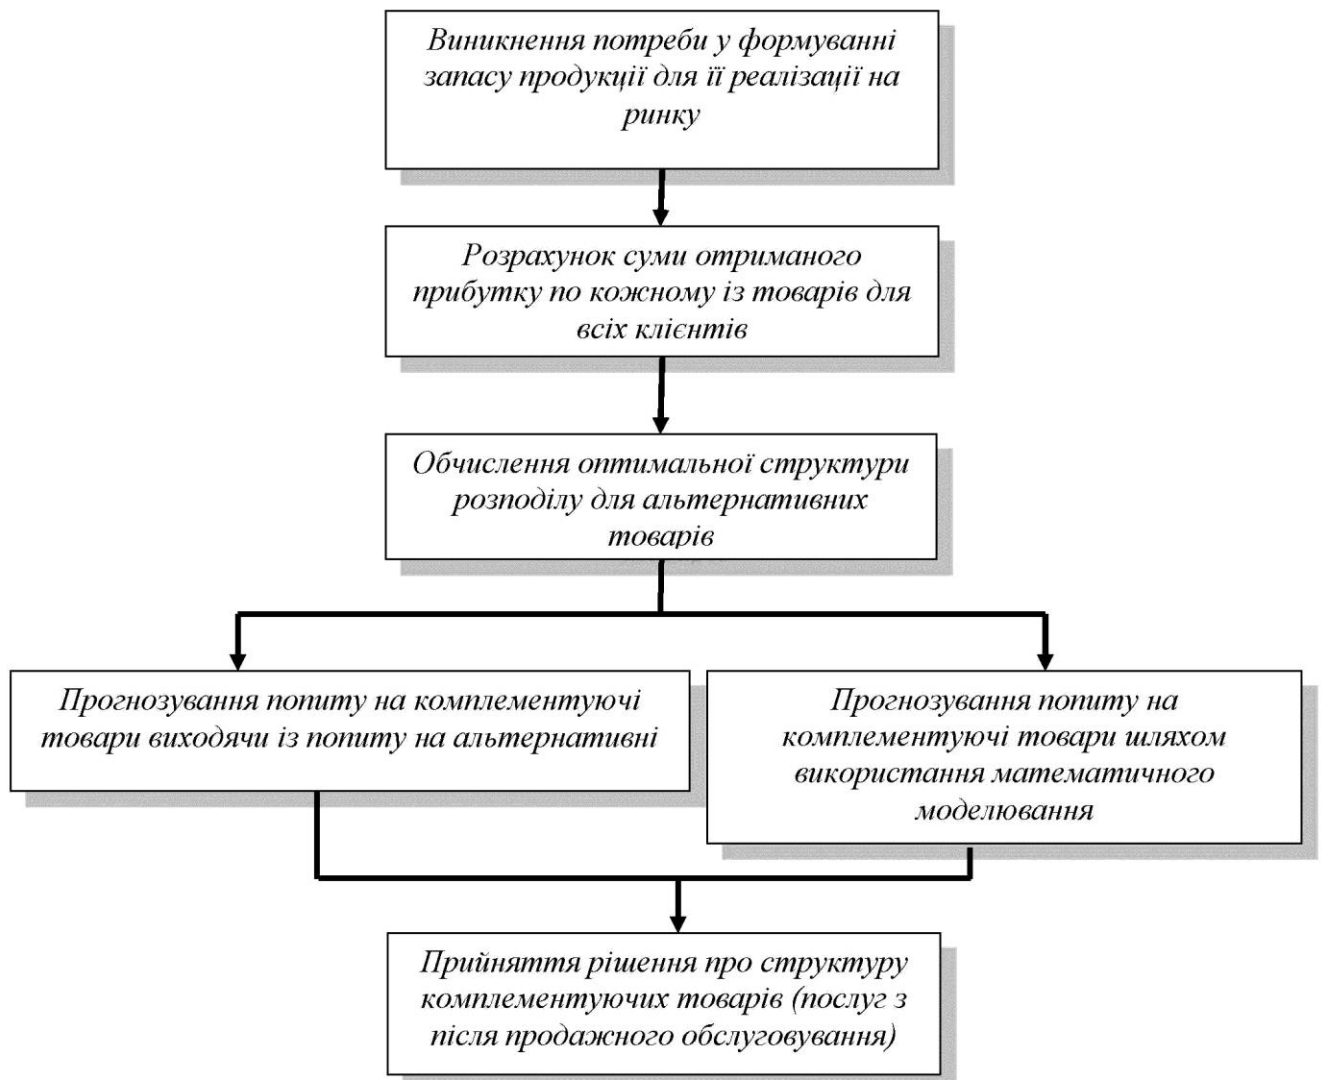 Виникнення потреби у формуванні
запасу продукції для її реалізації на
ринку
Розрахунок суми отриманого
прибутку по кожному із товарів для
всіх клієнтів
Обчислення оптимальної структури
розподілу для альтернативних
товарів
Прогнозування попиту на комплементуючі
товари виходячи із попиту на альтернативні
Прогнозування попиту на
комплементуючі товари шляхом
використання математичного
моделювання
Прийняття рішення про структуру
комплементуючих товарів (послуг з
після продажного обслуговування)